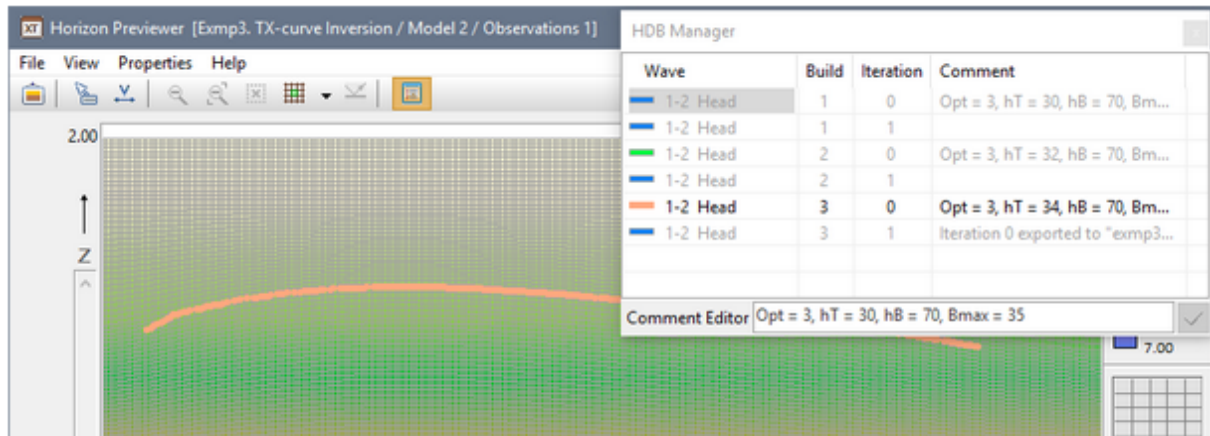 XT Horizon Previewer [Exmp3. TX-curve Inversion / Model 2 / Observations 1]
File View Properties Help
2.00
Z
HDB Manager
Wave Build Iteration Comment
1-2 Head 1 0 Opt = 3, hT = 30, hB = 70, Bm...
1-2 Head 1 1
1-2 Head 2 0 Opt = 3, hT = 32, hB = 70, Bm...
1-2 Head 2 1
1-2 Head 3 0 Opt = 3, hT = 34, hB = 70, Bm...
1-2 Head 3 1 Iteration 0 exported to "exmp3...
Comment Editor Opt = 3, hT = 30, hB = 70, Bmax = 35
7.00